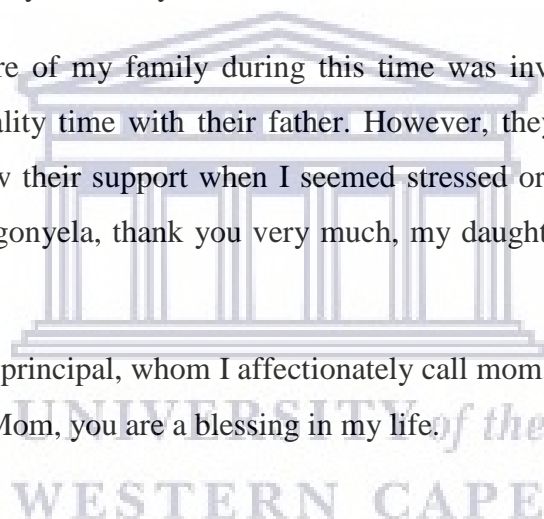 re of my family during this time was inv
ality time with their father. However, they
their support when I seemed stressed or
gonyela, thank you very much, my daught
principal, whom I affectionately call mom
Mom, you are a blessing in my life.
UNIVERSITY of the
WESTERN CAPE